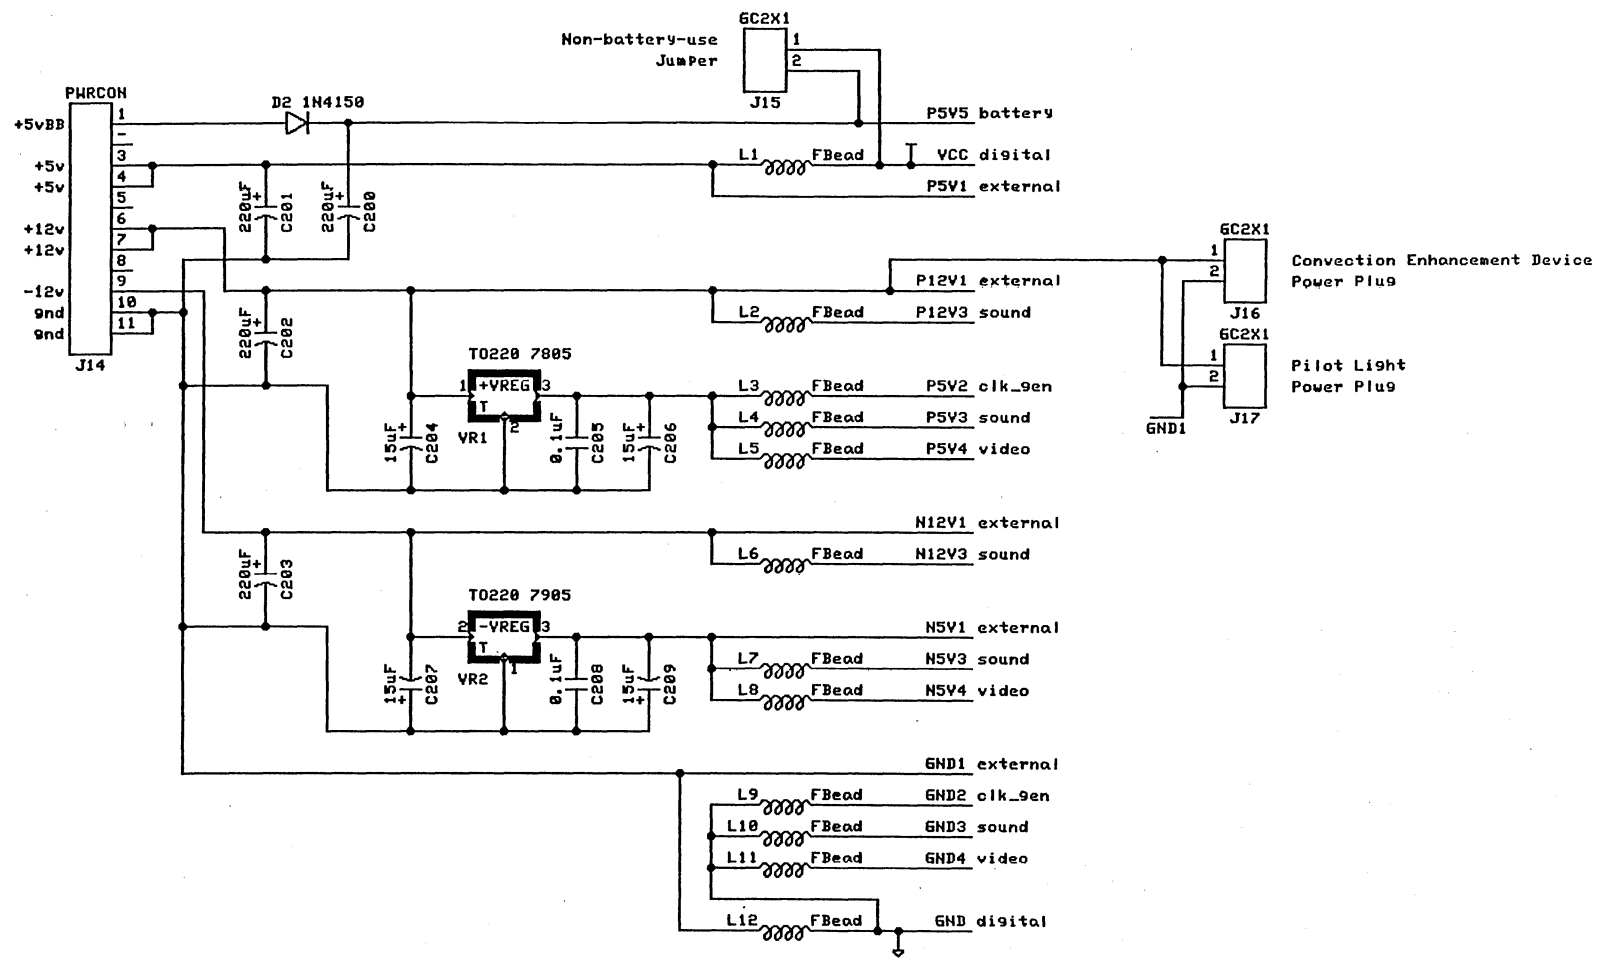 GC2X1
Non-battery-use
Jumper
1
2
J15
PWRCON
+5vBB
+5v
+5v
+12v
+12v
-12v
gnd
gnd
1
3
4
5
6
7
8
9
10
11
J14
D2 1N4150
P5V5 battery
L1 FBead VCC digital
P5V1 external
220uF + C201
220uF + C200
P12V1 external
L2 FBead P12V3 sound
220uF + C202
GC2X1
1
2
J16
Convection Enhancement Device
Power Plug
GC2X1
1
2
J17
Pilot Light
Power Plug
GND1
TO220 7805
1 +VREG 3
T
2
VR1
15uF + C204
0.1uF C205
15uF + C206
L3 FBead P5V2 clk_gen
L4 FBead P5V3 sound
L5 FBead P5V4 video
N12V1 external
L6 FBead N12V3 sound
220uF + C203
TO220 7905
2 -VREG 3
T
1
VR2
15uF + C207
0.1uF C208
15uF + C209
N5V1 external
L7 FBead N5V3 sound
L8 FBead N5V4 video
GND1 external
L9 FBead GND2 clk_gen
L10 FBead GND3 sound
L11 FBead GND4 video
L12 FBead GND digital